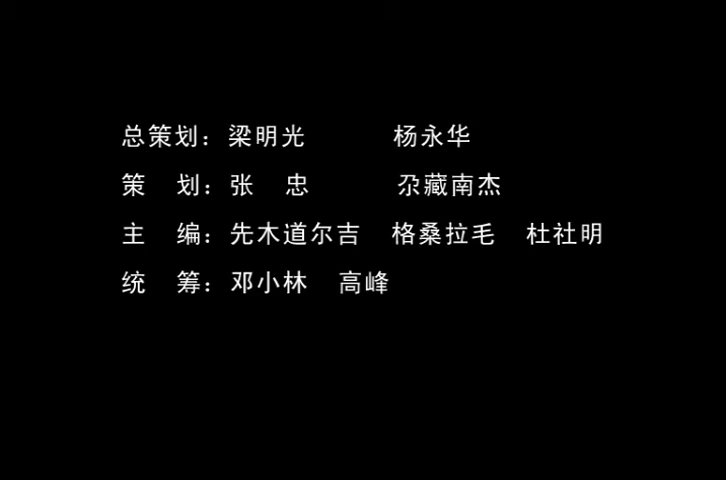 总策划：梁明光 杨永华
策 划：张 忠 尕藏南杰
主 编：先木道尔吉 格桑拉毛 杜社明
统 筹：邓小林 高峰